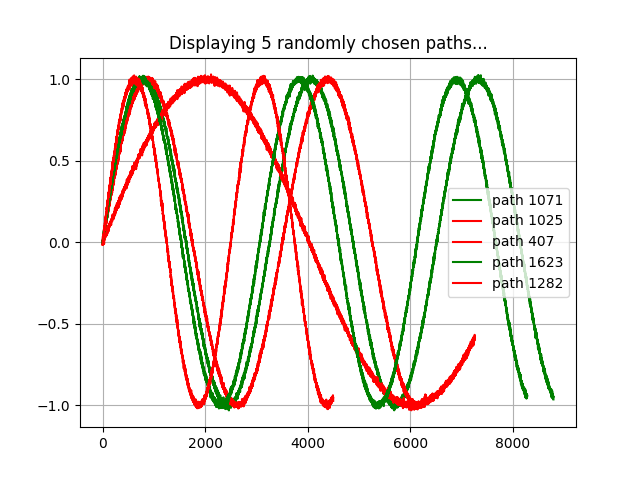 Displaying 5 randomly chosen paths...
1.0
0.5
0.0
−0.5
−1.0
path 1071
path 1025
path 407
path 1623
path 1282
0 2000 4000 6000 8000